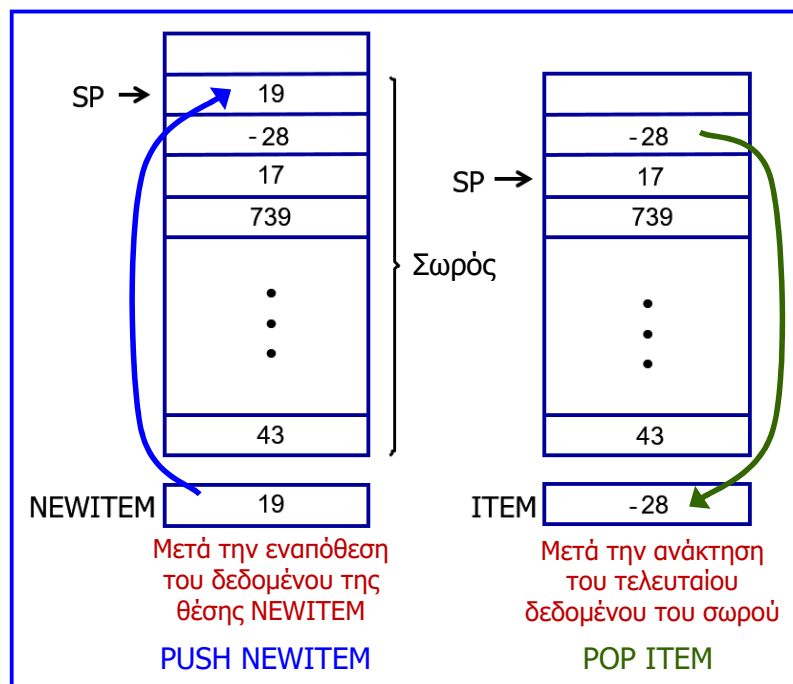 SP
19
-28
17
739
Σωρός
43
NEWITEM
19
Μετά την εναπόθεση
του δεδομένου της
θέσης NEWITEM
PUSH NEWITEM
-28
SP
17
739
43
ITEM
-28
Μετά την ανάκτηση
του τελευταίου
δεδομένου του σωρού
POP ITEM